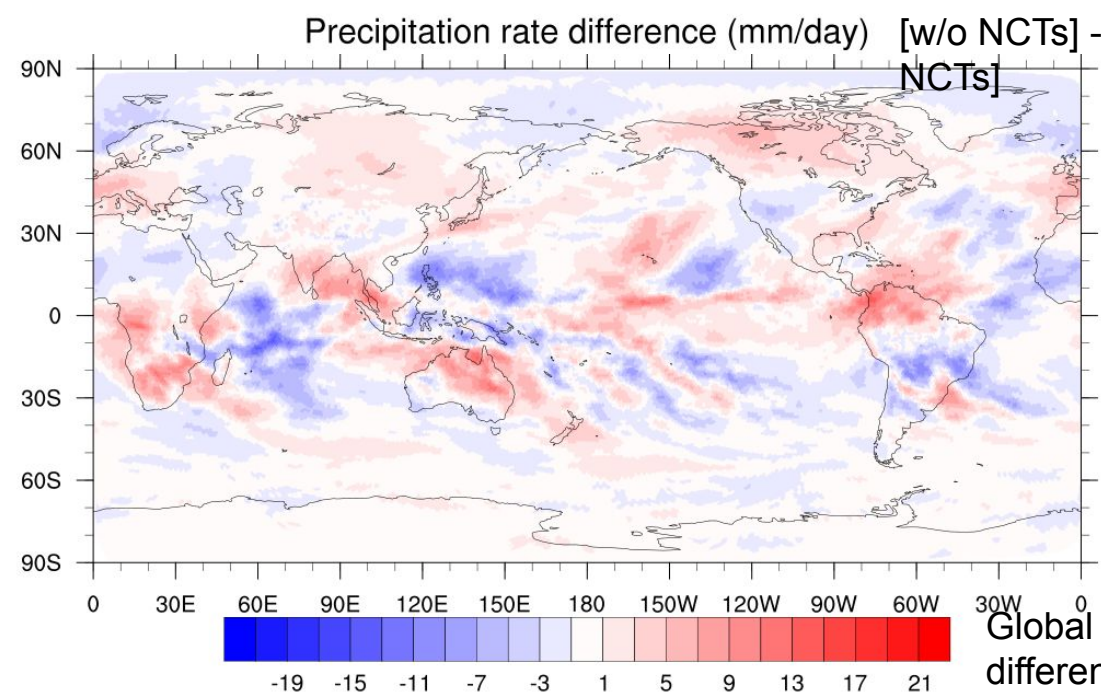 Precipitation rate difference (mm/day) [w/o NCTs] -
NCTs]
90N
60N
30N
0
30S
60S
90S
0 30E 60E 90E 120E 150E 180 150W 120W 90W 60W 30W 0
Global
differen
-19 -15 -11 -7 -3 1 5 9 13 17 21